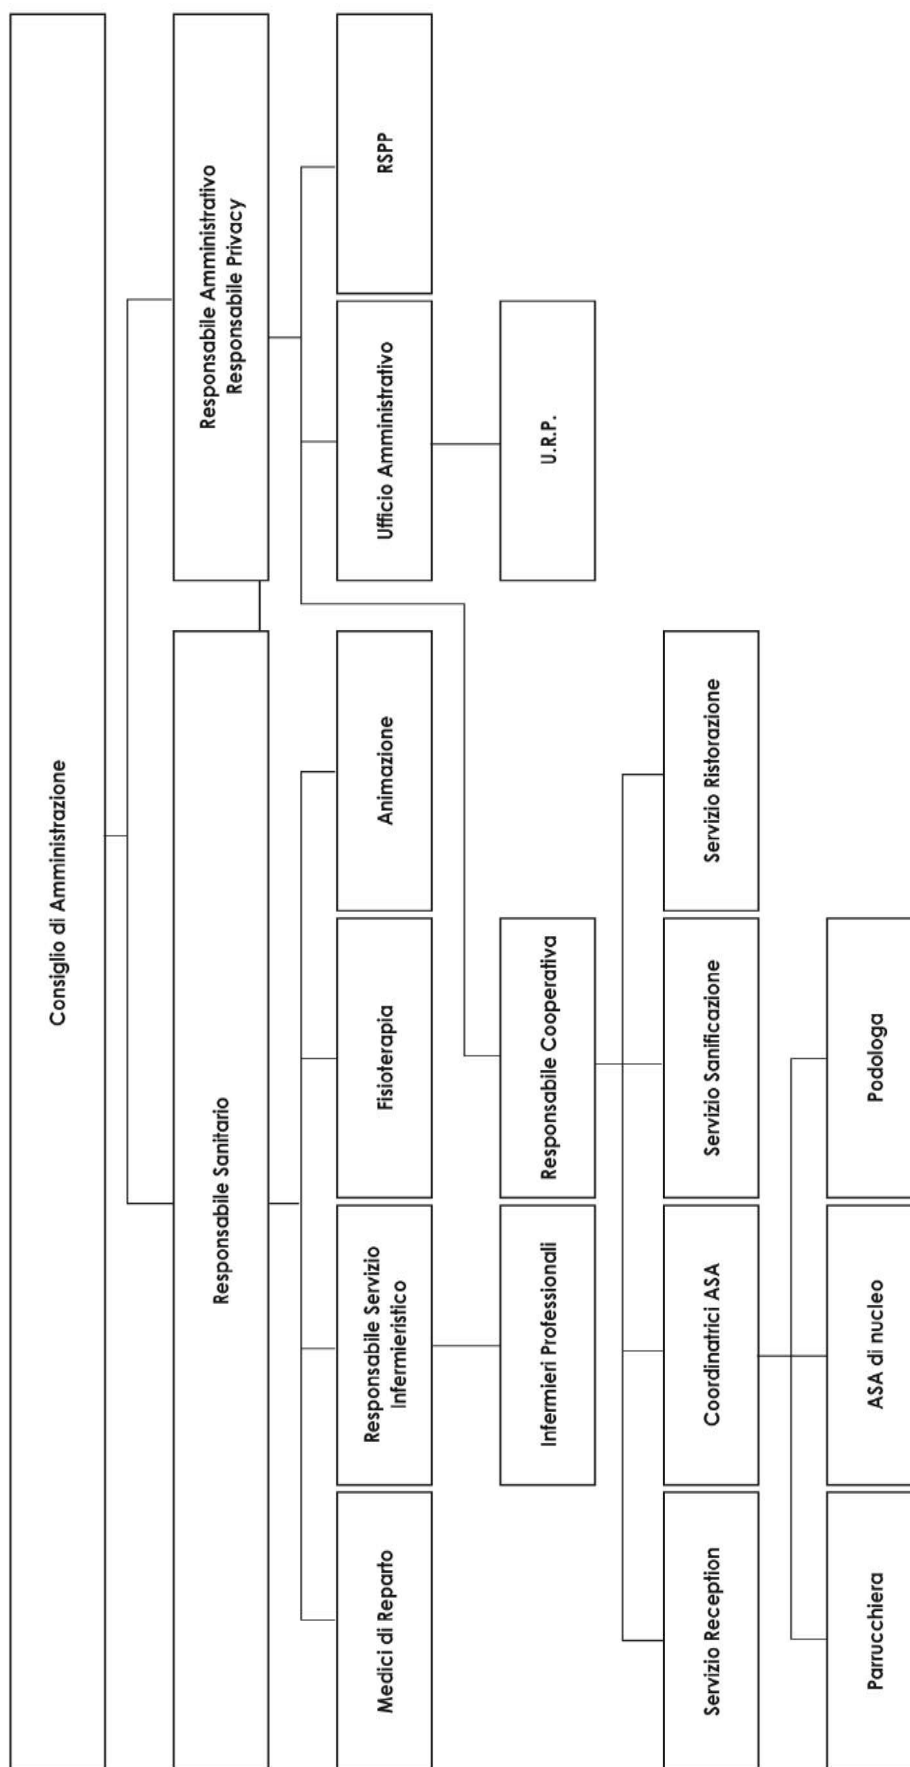 Consiglio di Amministrazione
Responsabile Sanitario
Responsabile Amministrativo
Responsabile Privacy
Medici di Reparto
Responsabile Servizio
Infermieristico
Fisioterapia
Animazione
Ufficio Amministrativo
RSPP
Infermieri Professionali
Responsabile Cooperativa
U.R.P.
Servizio Reception
Coordinatrici ASA
Servizio Sanificazione
Servizio Ristorazione
Parrucchiera
ASA di nucleo
Podologa